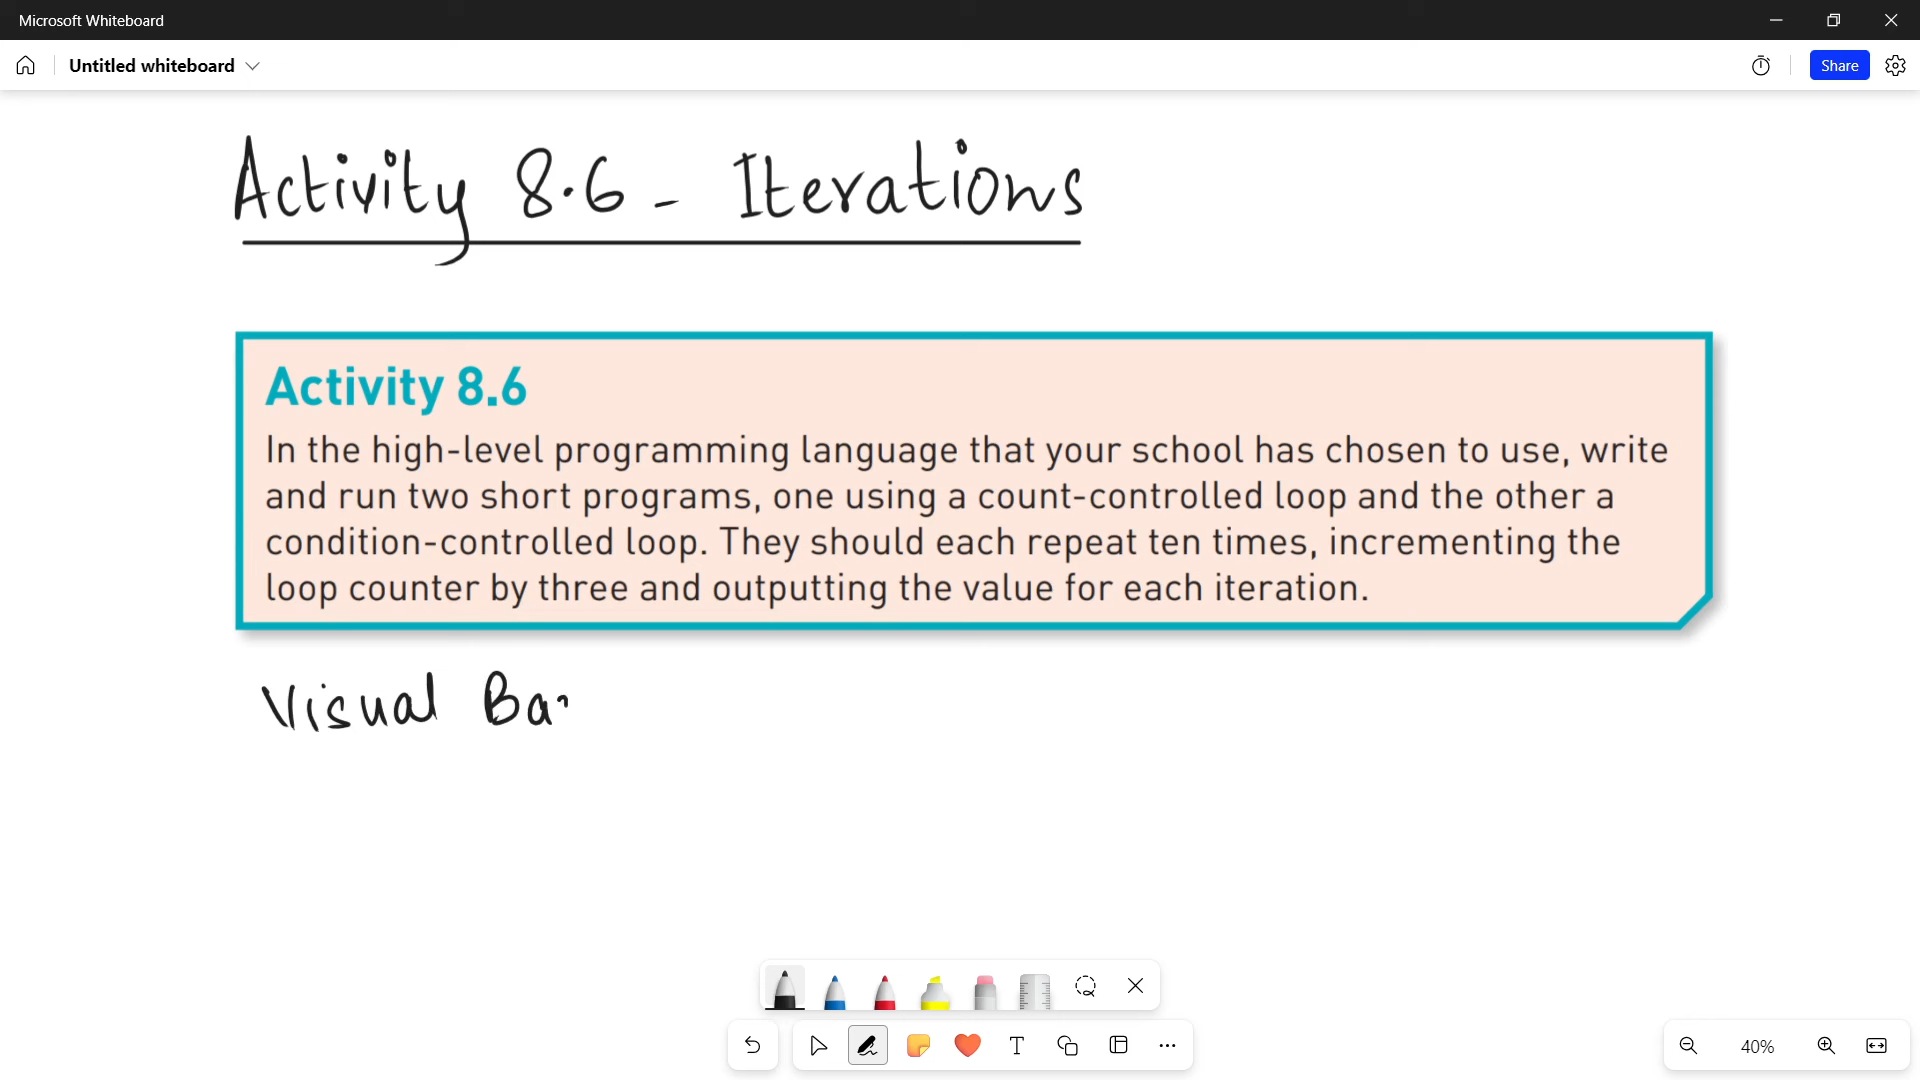 Microsoft Whiteboard
Untitled whiteboard
Share
Activity 8.6 - Iterations
Activity 8.6
In the high-level programming language that your school has chosen to use, write
and run two short programs, one using a count-controlled loop and the other a
condition-controlled loop. They should each repeat ten times, incrementing the
loop counter by three and outputting the value for each iteration.
Visual Ba
40%